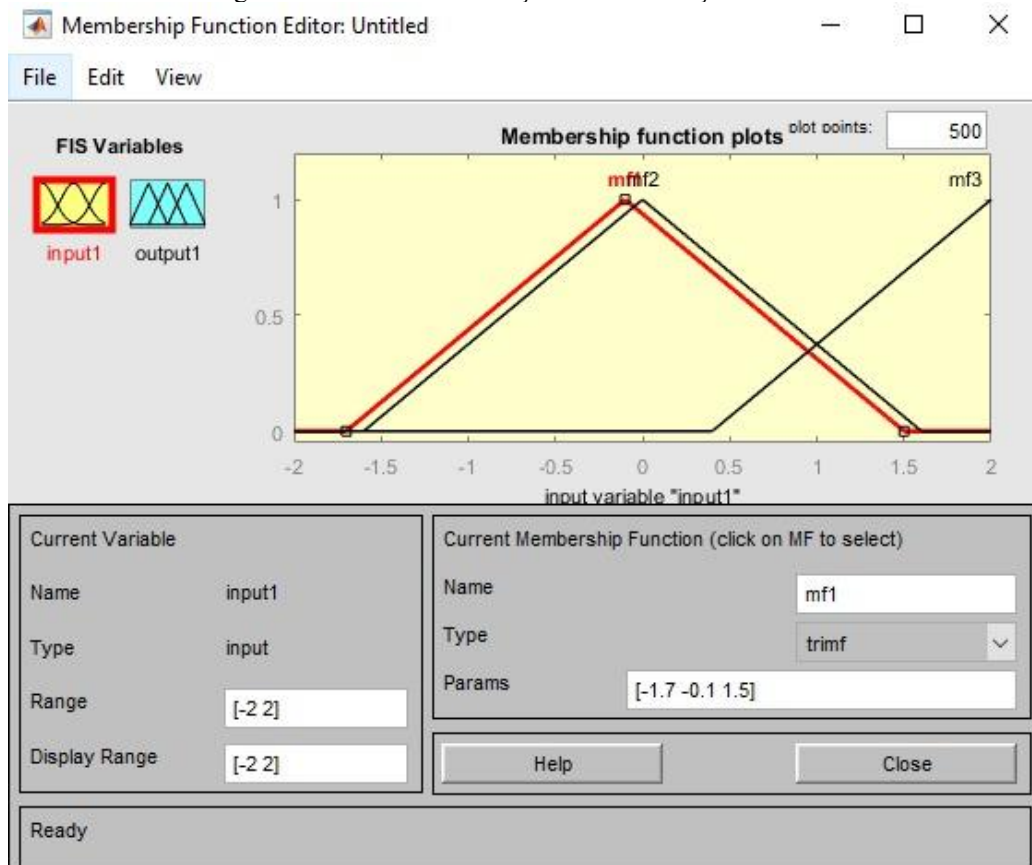 Membership Function Editor: Untitled
File Edit View
FIS Variables
Membership function plots
plot points:
500
input1
output1
mf1
mf2
mf3
1
0.5
0
-2 -1.5 -1 -0.5 0 0.5 1 1.5 2
input variable "input1"
Current Variable
Name input1
Type input
Range [-2 2]
Display Range [-2 2]
Current Membership Function (click on MF to select)
Name mf1
Type trimf
Params [-1.7 -0.1 1.5]
Help
Close
Ready